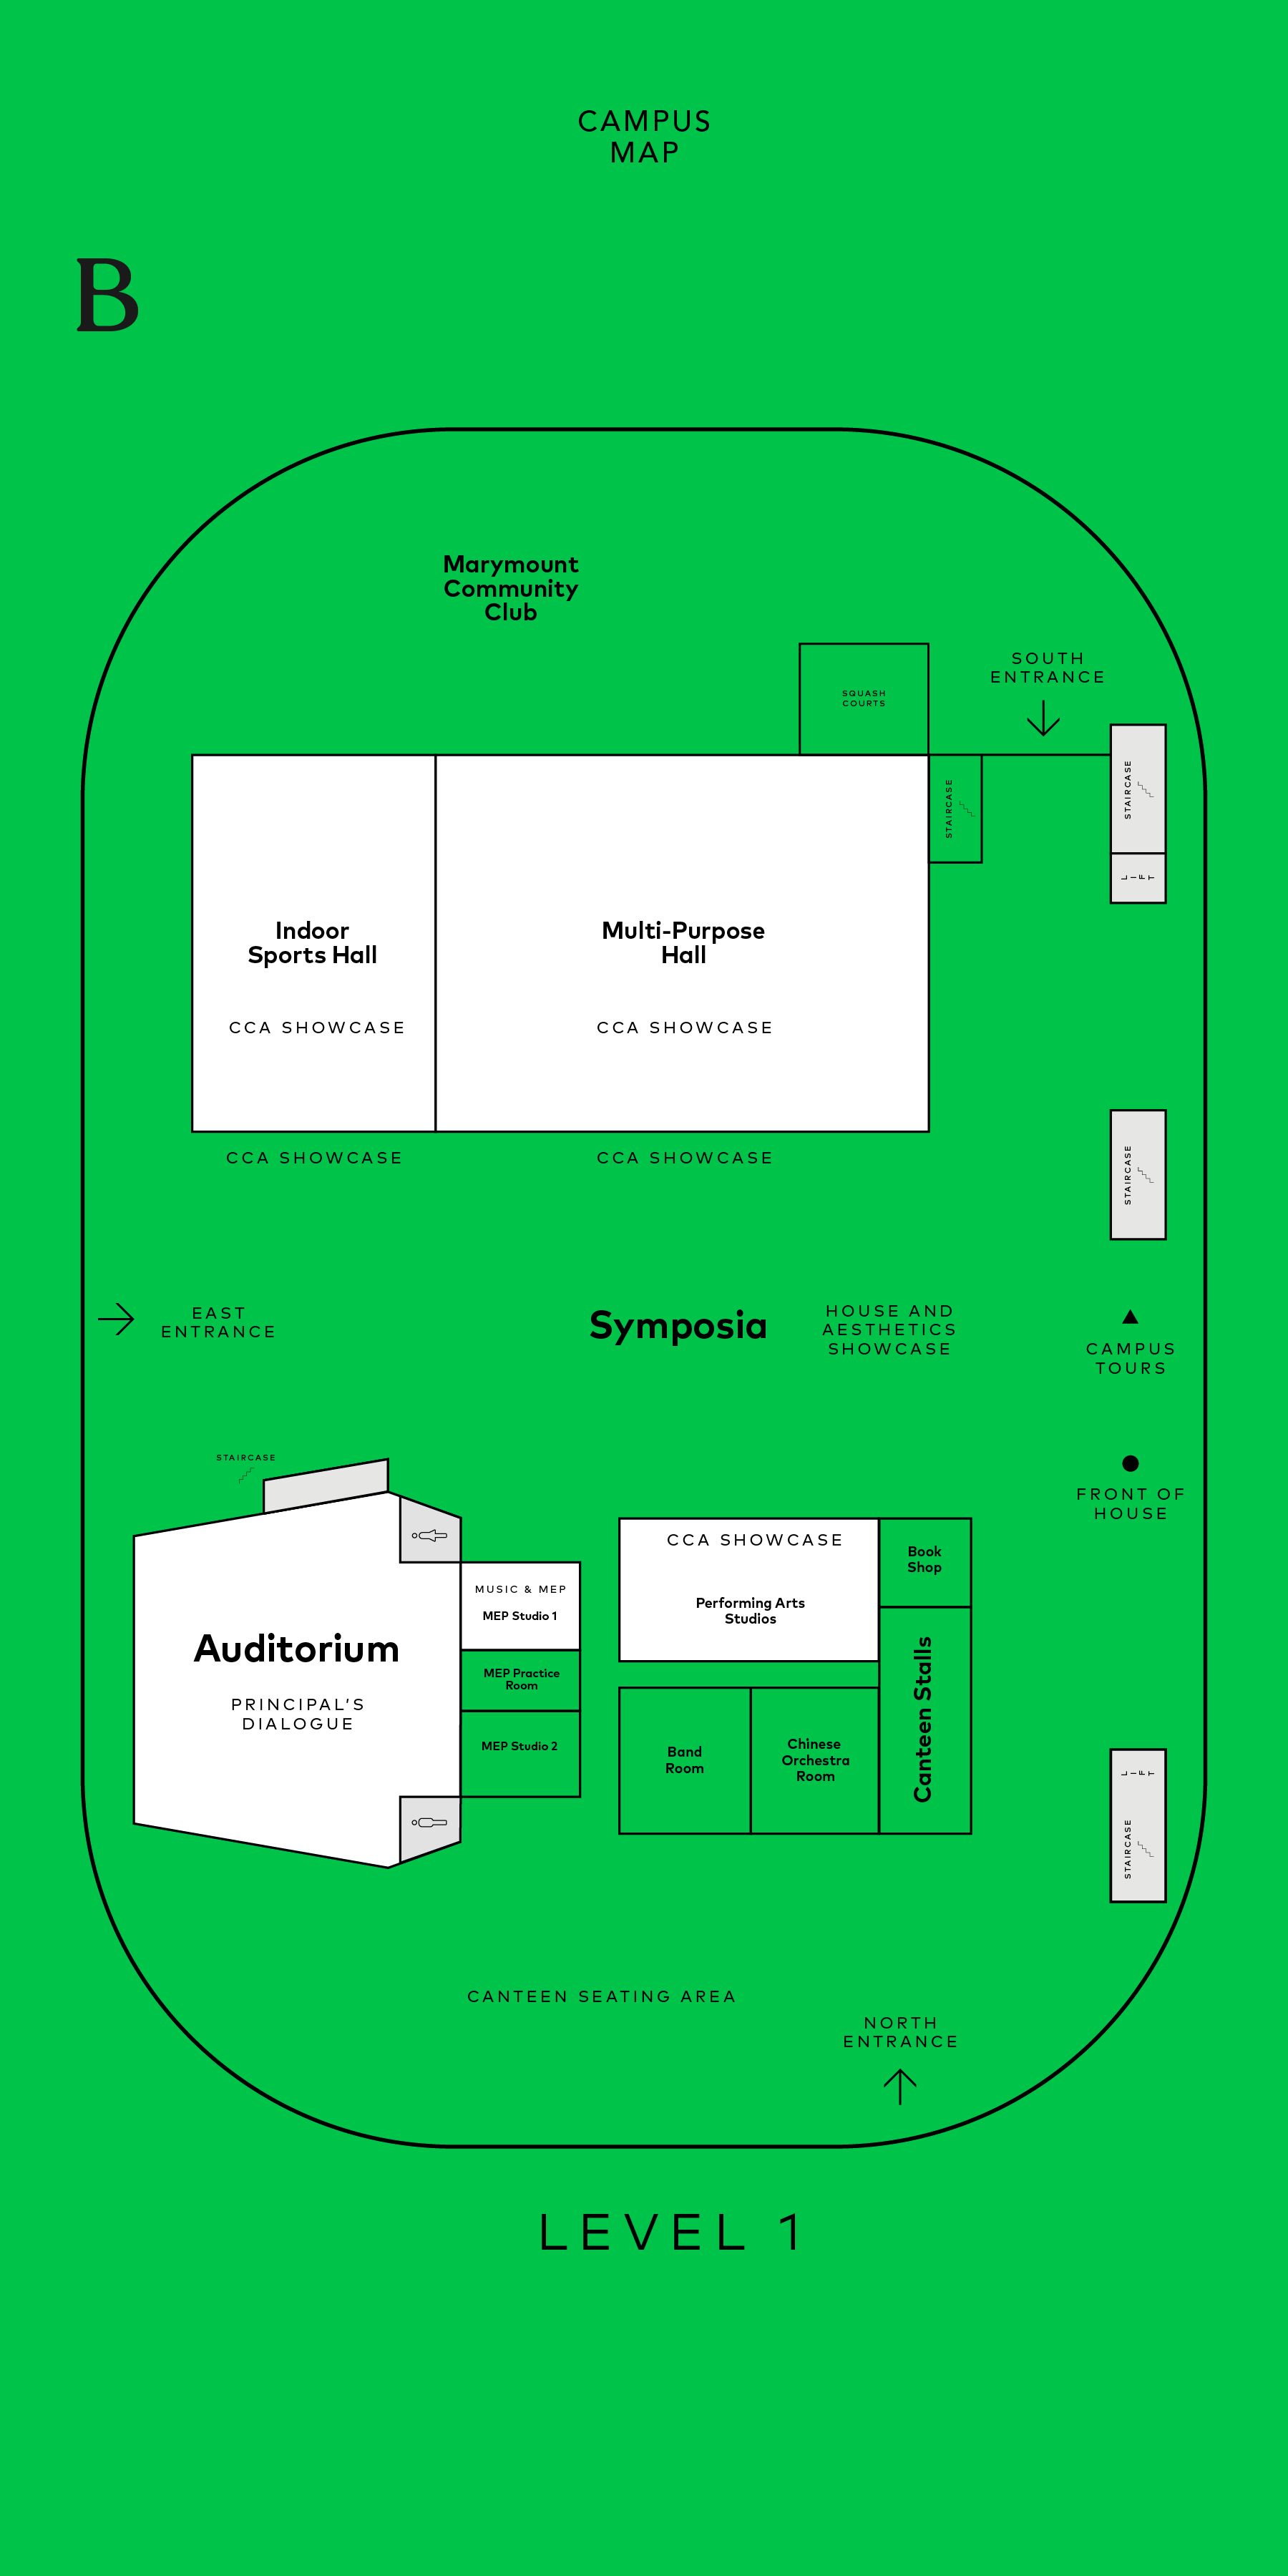 CAMPUS
MAP
B
Marymount
Community
Club
SQUASH
COURTS
SOUTH
ENTRANCE
STAIRCASE
STAIRCASE
LIFT
Indoor
Sports Hall
CCA SHOWCASE
Multi-Purpose
Hall
CCA SHOWCASE
CCA SHOWCASE
CCA SHOWCASE
STAIRCASE
EAST
ENTRANCE
Symposia
HOUSE AND
AESTHETICS
SHOWCASE
CAMPUS
TOURS
STAIRCASE
FRONT OF
HOUSE
Auditorium
PRINCIPAL'S
DIALOGUE
MUSIC & MEP
MEP Studio 1
MEP Practice
Room
MEP Studio 2
CCA SHOWCASE
Performing Arts
Studios
Book
Shop
Canteen Stalls
Band
Room
Chinese
Orchestra
Room
LIFT
STAIRCASE
CANTEEN SEATING AREA
NORTH
ENTRANCE
LEVEL 1